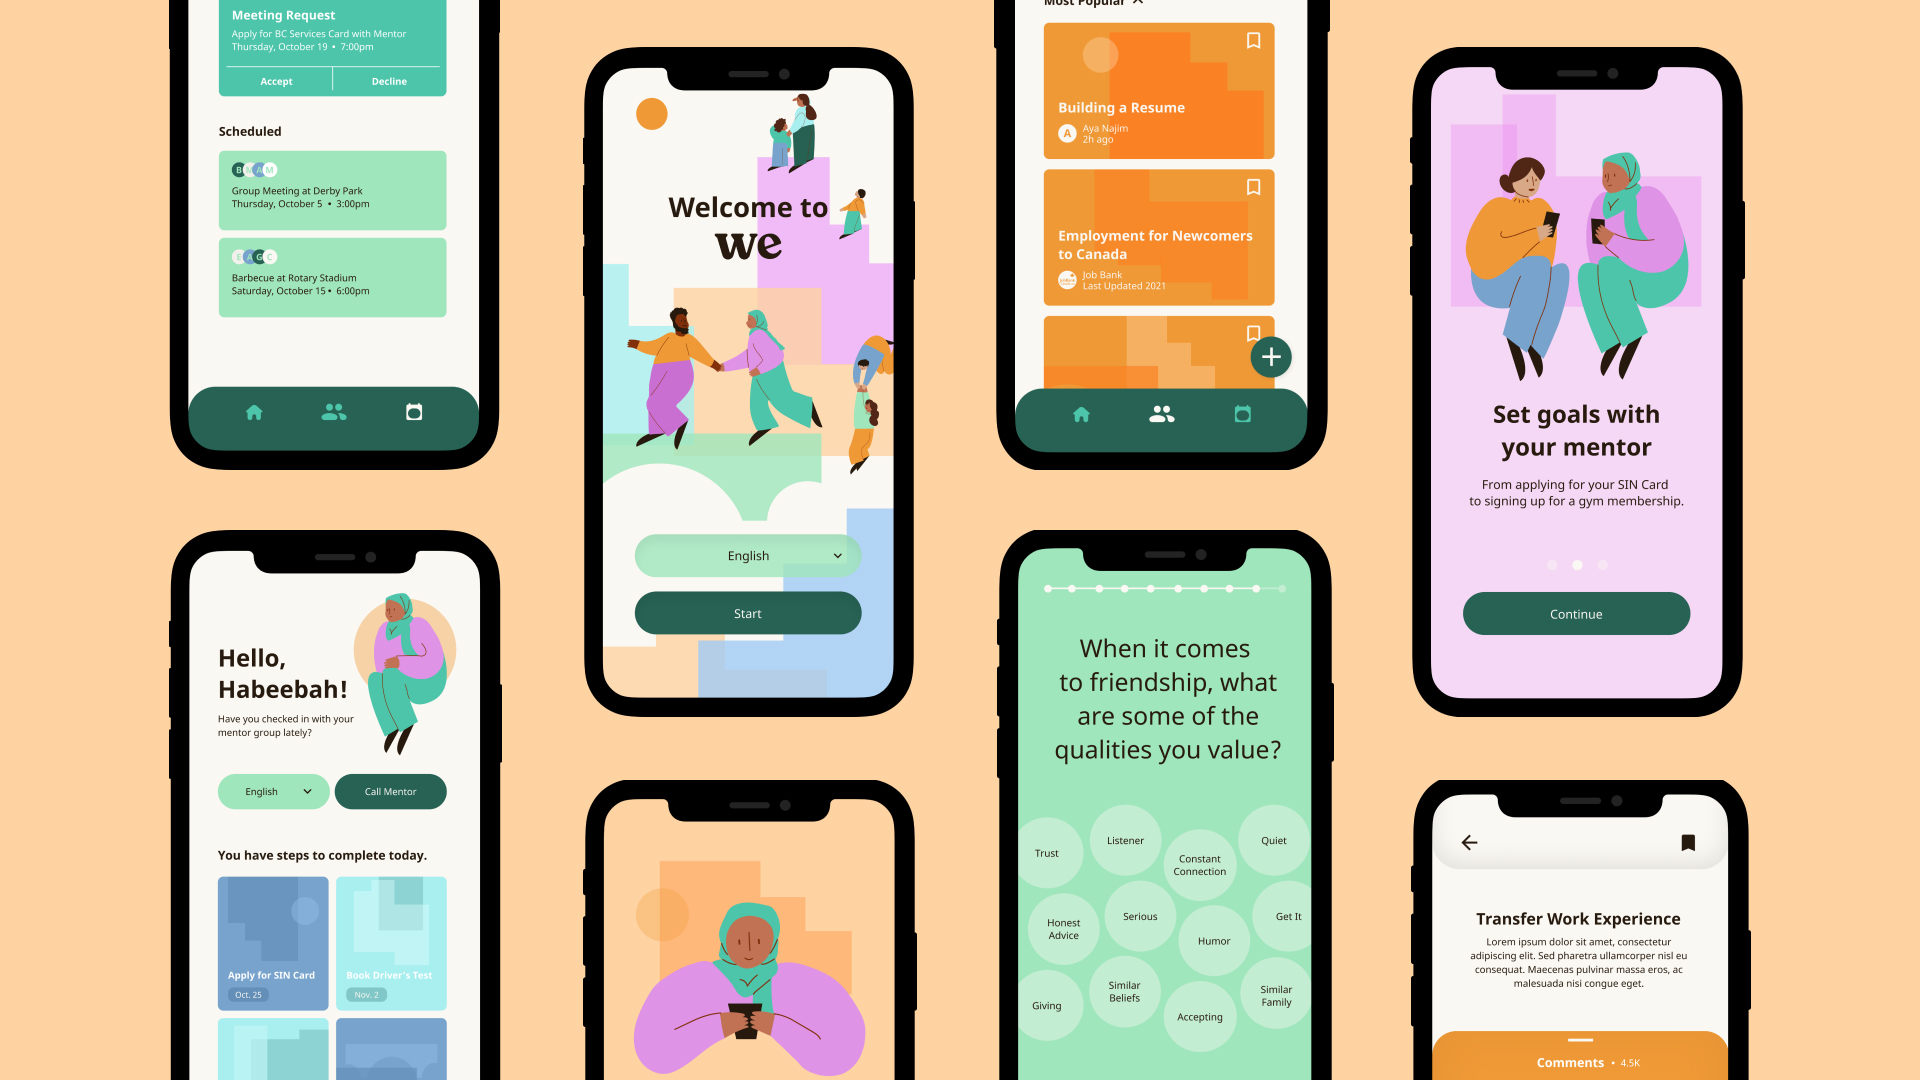 Meeting Request
Apply for BC Services Card with Mentor
Thursday, October 19 • 7:00pm
Accept
Decline
Scheduled
B
A
M
Group Meeting at Derby Park
Thursday, October 5 • 3:00pm
E A G C
Barbecue at Rotary Stadium
Saturday, October 15 • 6:00pm
Hello,
Habeebah!
Have you checked in with your
mentor group lately?
English
Call Mentor
You have steps to complete today.
Apply for SIN Card
Oct. 25
Book Driver's Test
Nov. 2
Welcome to
we
English
Start
Most Popular
Building a Resume
A
Aya Najim
2h ago
Employment for Newcomers
to Canada
Job Bank
Last Updated 2021
When it comes
to friendship, what
are some of the
qualities you value?
Trust
Listener
Constant
Connection
Quiet
Honest
Advice
Serious
Humor
Get It
Giving
Similar
Beliefs
Accepting
Similar
Family
Set goals with
your mentor
From applying for your SIN Card
to signing up for a gym membership.
Continue
Transfer Work Experience
Lorem ipsum dolor sit amet, consectetur
adipiscing elit. Sed pharetra ullamcorper nisl eu
consequat. Maecenas pulvinar massa eros, ac
malesuada nisi congue eget.
Comments • 4.5K